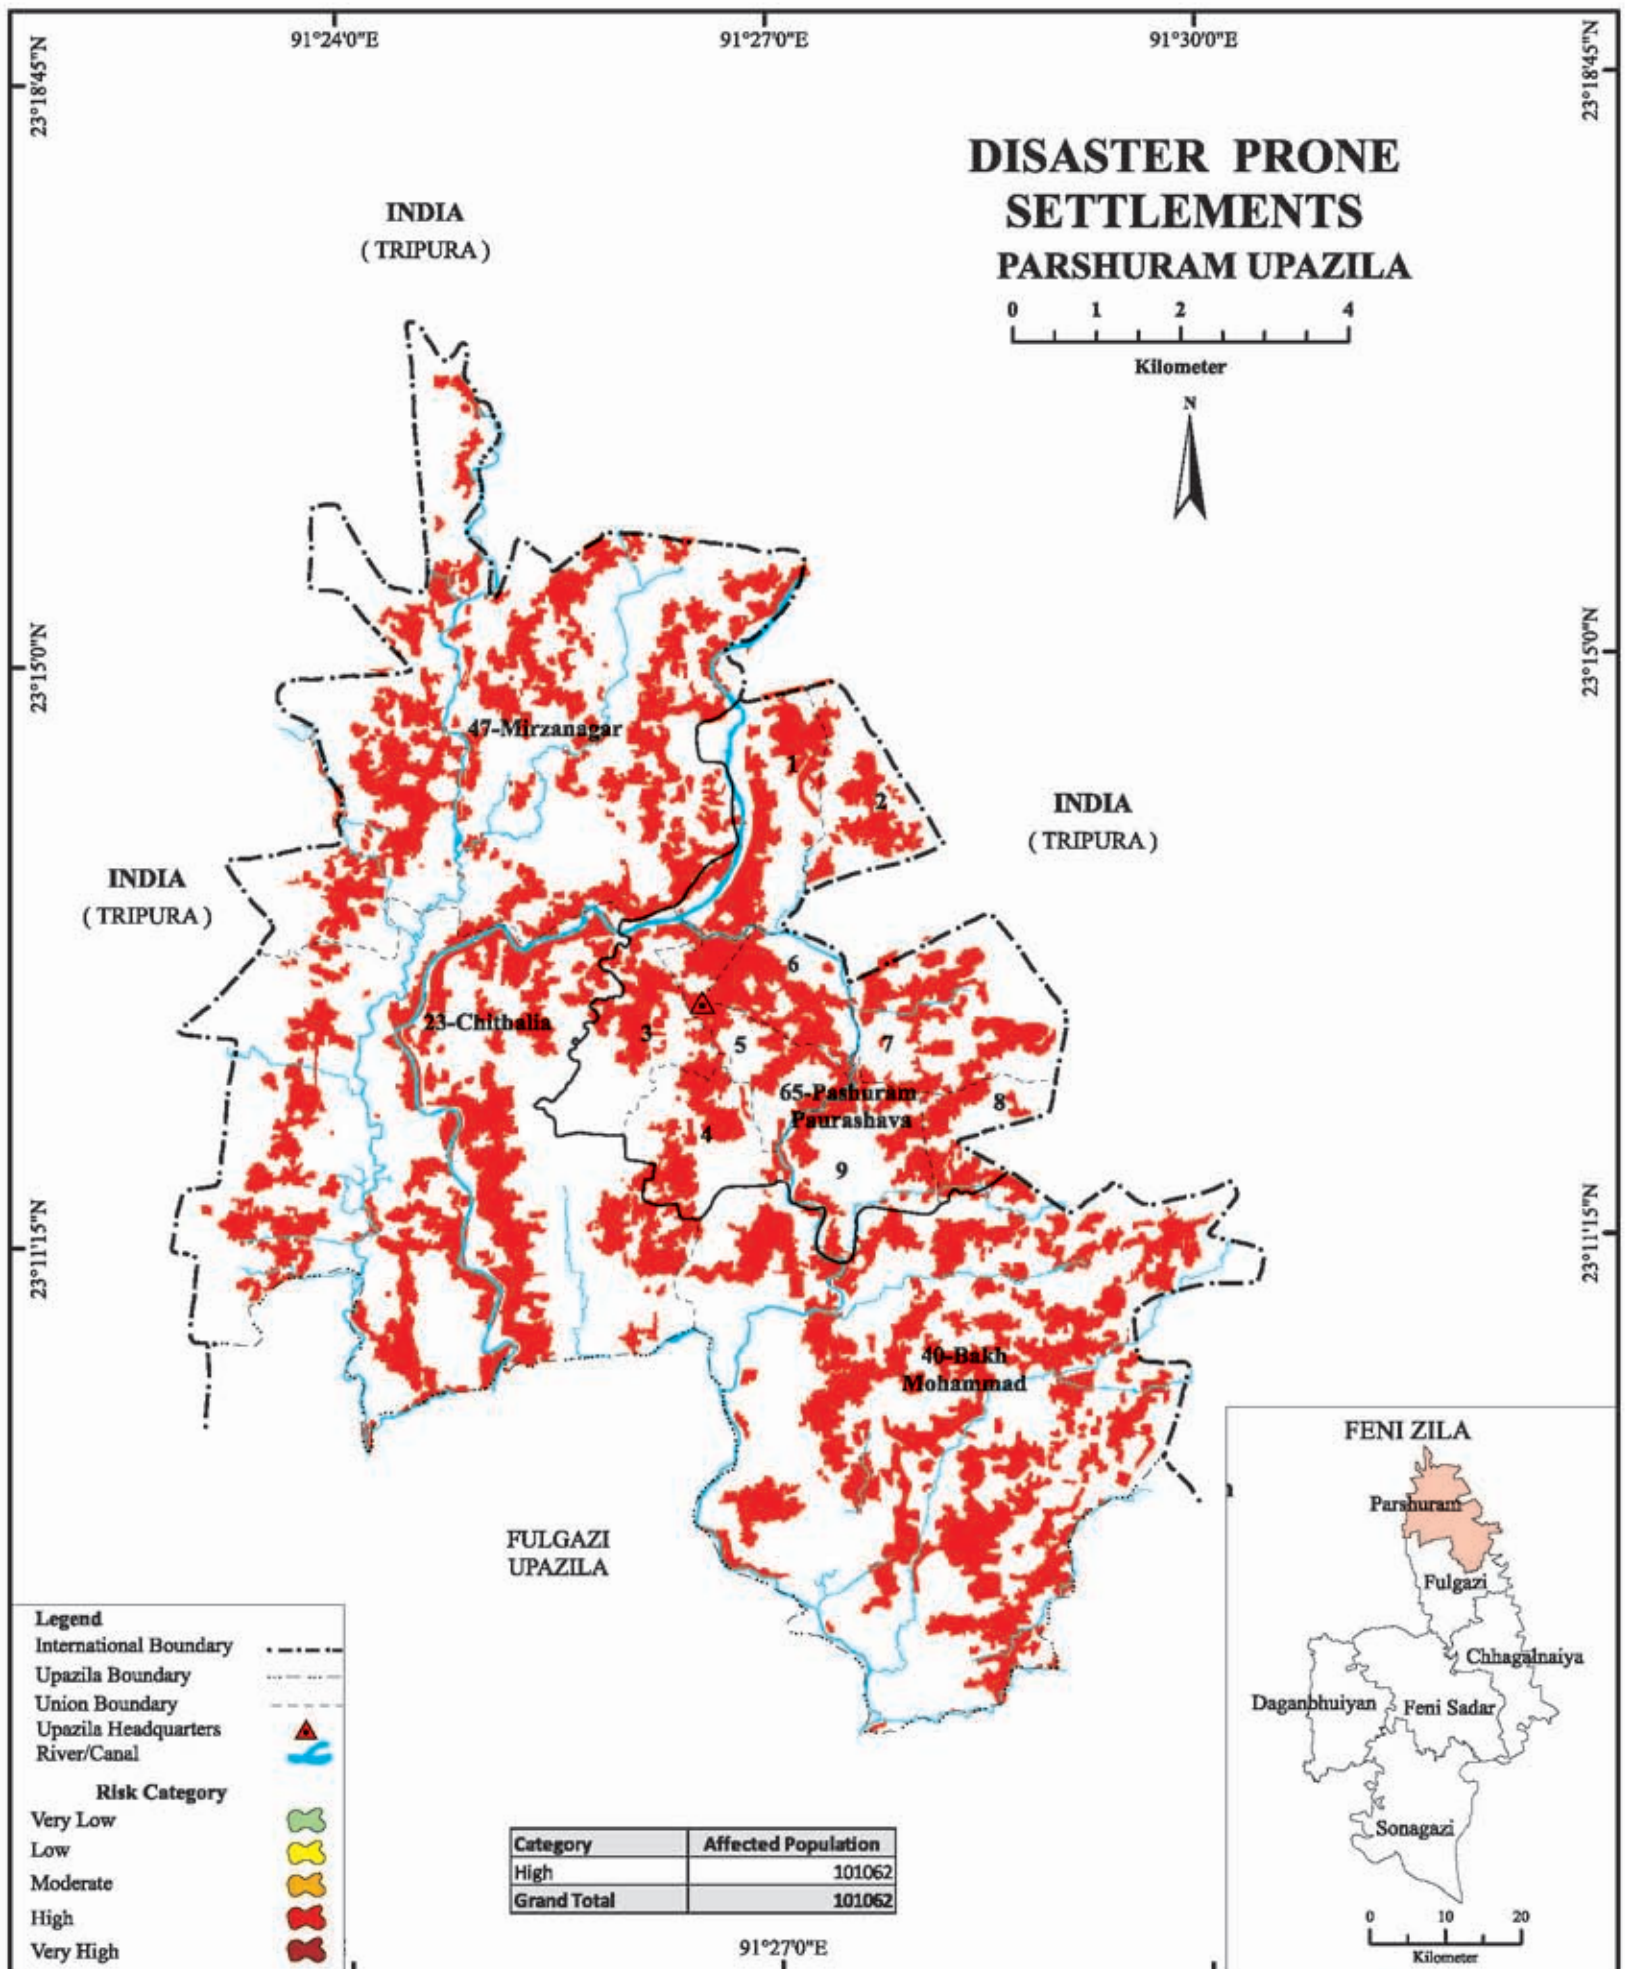 91°24'0"E
91°27'0"E
91°30'0"E
23°18'45"N
23°18'45"N
DISASTER PRONE
SETTLEMENTS
PARSHURAM UPAZILA
0 1 2 4
Kilometer
N
INDIA
( TRIPURA )
23°15'0"N
23°15'0"N
47-Mirzanagar
1
2
INDIA
( TRIPURA )
INDIA
( TRIPURA )
6
23-Chithalia
3
5
7
65-Pashuram
Paurashava
8
4
9
23°11'15"N
23°11'15"N
40-Bakh
Mohammad
FULGAZI
UPAZILA
FENI ZILA
Parshuram
Fulgazi
Chhagalnaiya
Daganbhuiyan
Feni Sadar
Sonagazi
0 10 20
Kilometer
Legend
International Boundary
Upazila Boundary
Union Boundary
Upazila Headquarters
River/Canal
Risk Category
Very Low
Low
Moderate
High
Very High
Category Affected Population
High 101062
Grand Total 101062
91°27'0"E